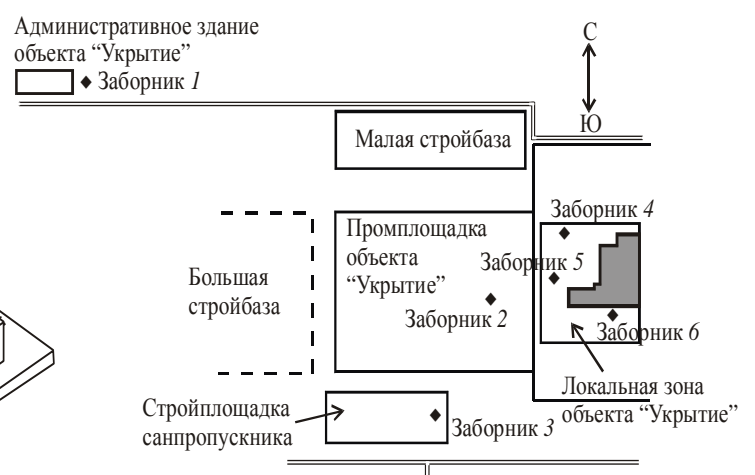 Административное здание
объекта “Укрытие”
Заборник 1
С
Ю
Малая стройбаза
Заборник 4
Промплощадка
объекта
“Укрытие”
Заборник 5
Большая
стройбаза
Заборник 2
Заборник 6
Локальная зона
объекта “Укрытие”
Стройплощадка
санпропускника
Заборник 3